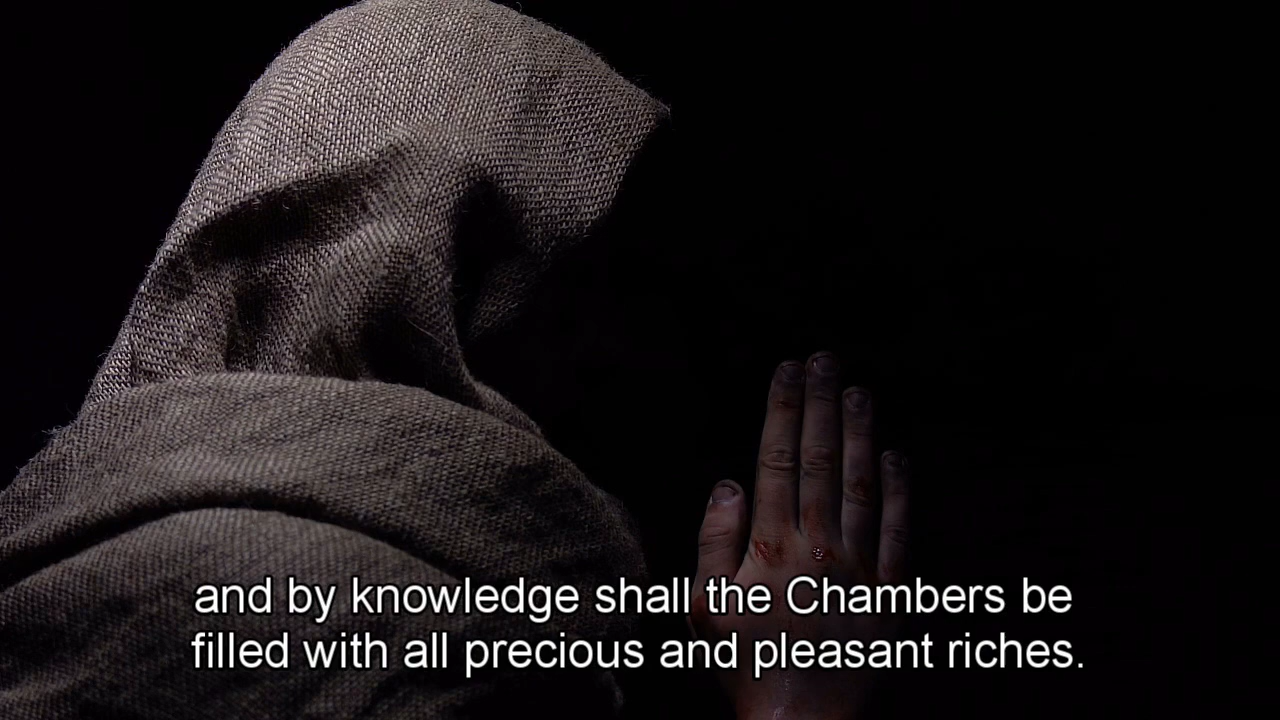 and by knowledge shall the Chambers be
filled with all precious and pleasant riches.